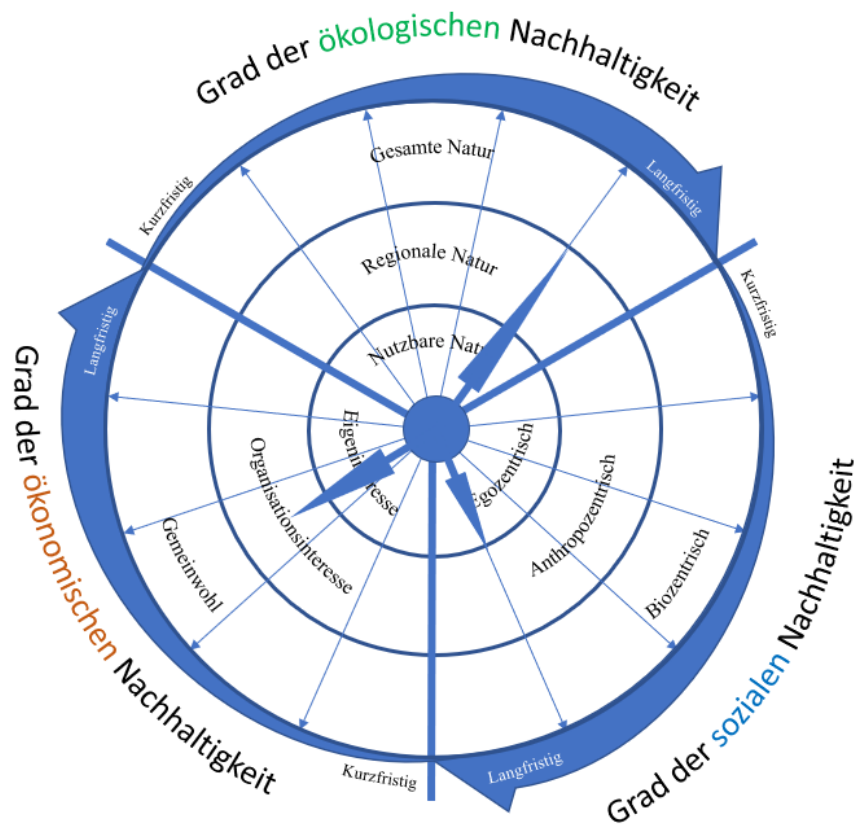 Grad der ökologischen Nachhaltigkeit
Kurzfristig
Langfristig
Gesamte Natur
Regionale Natur
Nutzbare Natur
Kurzfristig
Langfristig
Egozentrisch
Anthropozentrisch
Biozentrisch
Grad der sozialen Nachhaltigkeit
Kurzfristig
Langfristig
Eigeninteresse
Organisationsinteresse
Gemeinwohl
Grad der ökonomischen Nachhaltigkeit